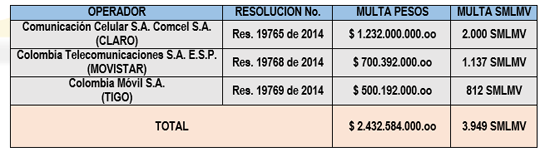 OPERADOR RESOLUCION No. MULTA PESOS MULTA SMLMV
Comunicación Celular S.A. Comcel S.A.
(CLARO) Res. 19765 de 2014 $ 1.232.000.000.oo 2.000 SMLMV
Colombia Telecomunicaciones S.A. E.S.P.
(MOVISTAR) Res. 19768 de 2014 $ 700.392.000.oo 1.137 SMLMV
Colombia Móvil S.A.
(TIGO) Res. 19769 de 2014 $ 500.192.000.oo 812 SMLMV
TOTAL $ 2.432.584.000.oo 3.949 SMLMV